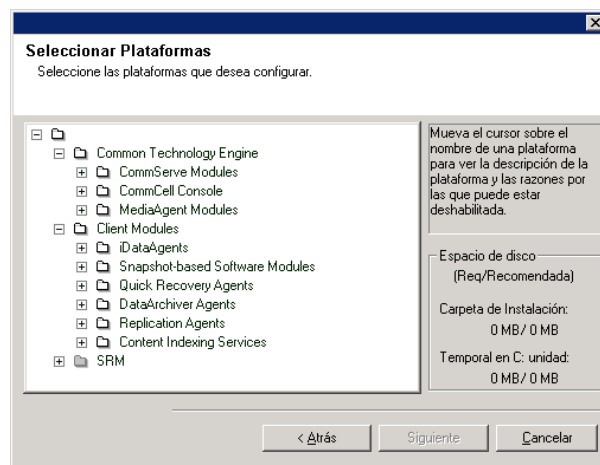 Seleccionar Plataformas
Seleccione las plataformas que desea configurar.
Common Technology Engine
CommServe Modules
CommCell Console
MediaAgent Modules
Client Modules
iDataAgents
Snapshot-based Software Modules
Quick Recovery Agents
DataArchiver Agents
Replication Agents
Content Indexing Services
SRM
Mueva el cursor sobre el
nombre de una plataforma
para ver la descripción de la
plataforma y las razones por
las que puede estar
deshabilitada.
Espacio de disco
(Req/Recomendada)
Carpeta de Instalación:
0 MB/ 0 MB
Temporal en C: unidad:
0 MB/ 0 MB
< Atrás
Siguiente
Cancelar